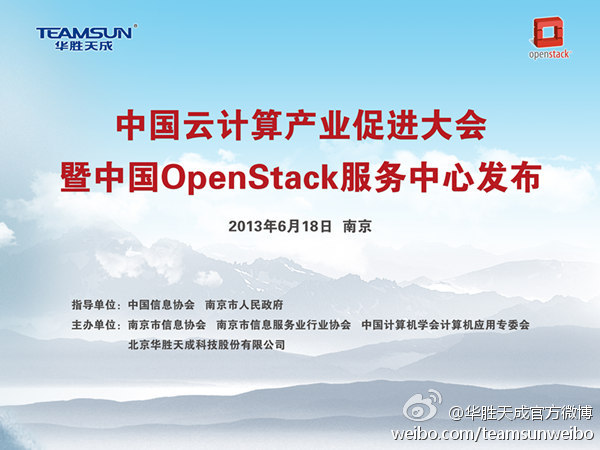 TEAMSUN
华胜天成
openstack
中国云计算产业促进大会
暨中国OpenStack服务中心发布
2013年6月18日 南京
指导单位：中国信息协会 南京市人民政府
主办单位：南京市信息协会 南京市信息服务业行业协会 中国计算机学会计算机应用专委会
北京华胜天成科技股份有限公司
@华胜天成官方微博
weibo.com/teamsunweibo